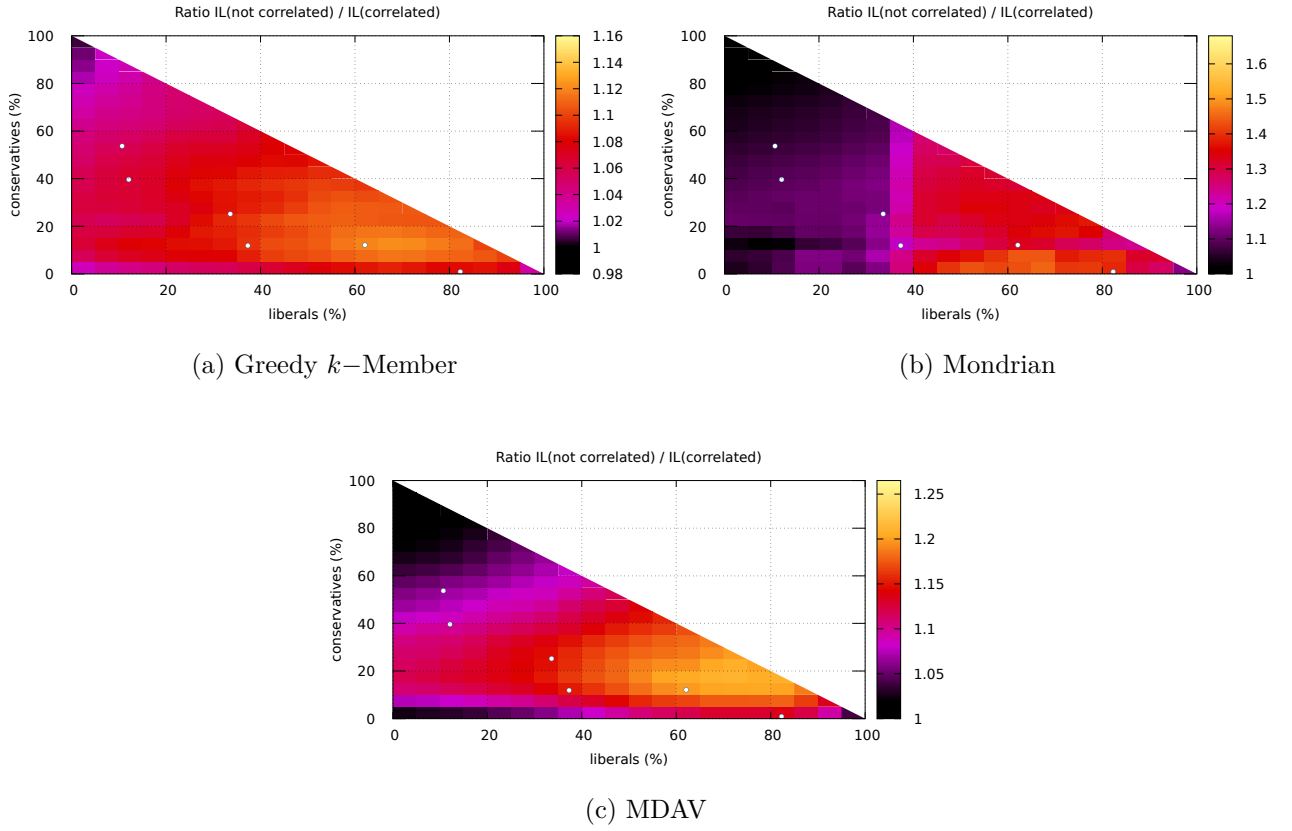 Ratio IL(not correlated) / IL(correlated)
100
80
60
40
20
0
conservatives (%)
0 20 40 60 80 100
liberals (%)
1.16
1.14
1.12
1.1
1.08
1.06
1.04
1.02
1
0.98
(a) Greedy k−Member
Ratio IL(not correlated) / IL(correlated)
100
80
60
40
20
0
conservatives (%)
0 20 40 60 80 100
liberals (%)
1.6
1.5
1.4
1.3
1.2
1.1
1
(b) Mondrian
Ratio IL(not correlated) / IL(correlated)
100
80
60
40
20
0
conservatives (%)
0 20 40 60 80 100
liberals (%)
1.25
1.2
1.15
1.1
1.05
1
(c) MDAV